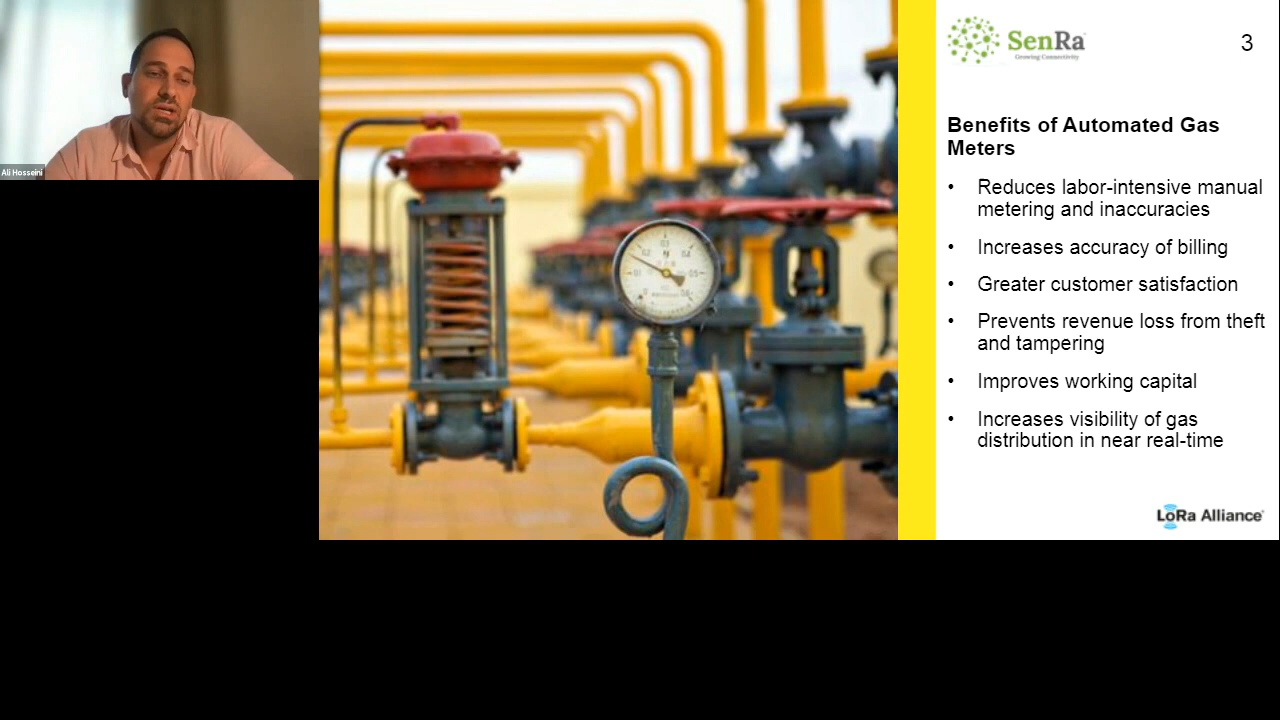 Ali Hosseini
SenRa
Growing Connectivity
3
Benefits of Automated Gas
Meters
• Reduces labor-intensive manual
metering and inaccuracies
• Increases accuracy of billing
• Greater customer satisfaction
• Prevents revenue loss from theft
and tampering
• Improves working capital
• Increases visibility of gas
distribution in near real-time
LoRa Alliance